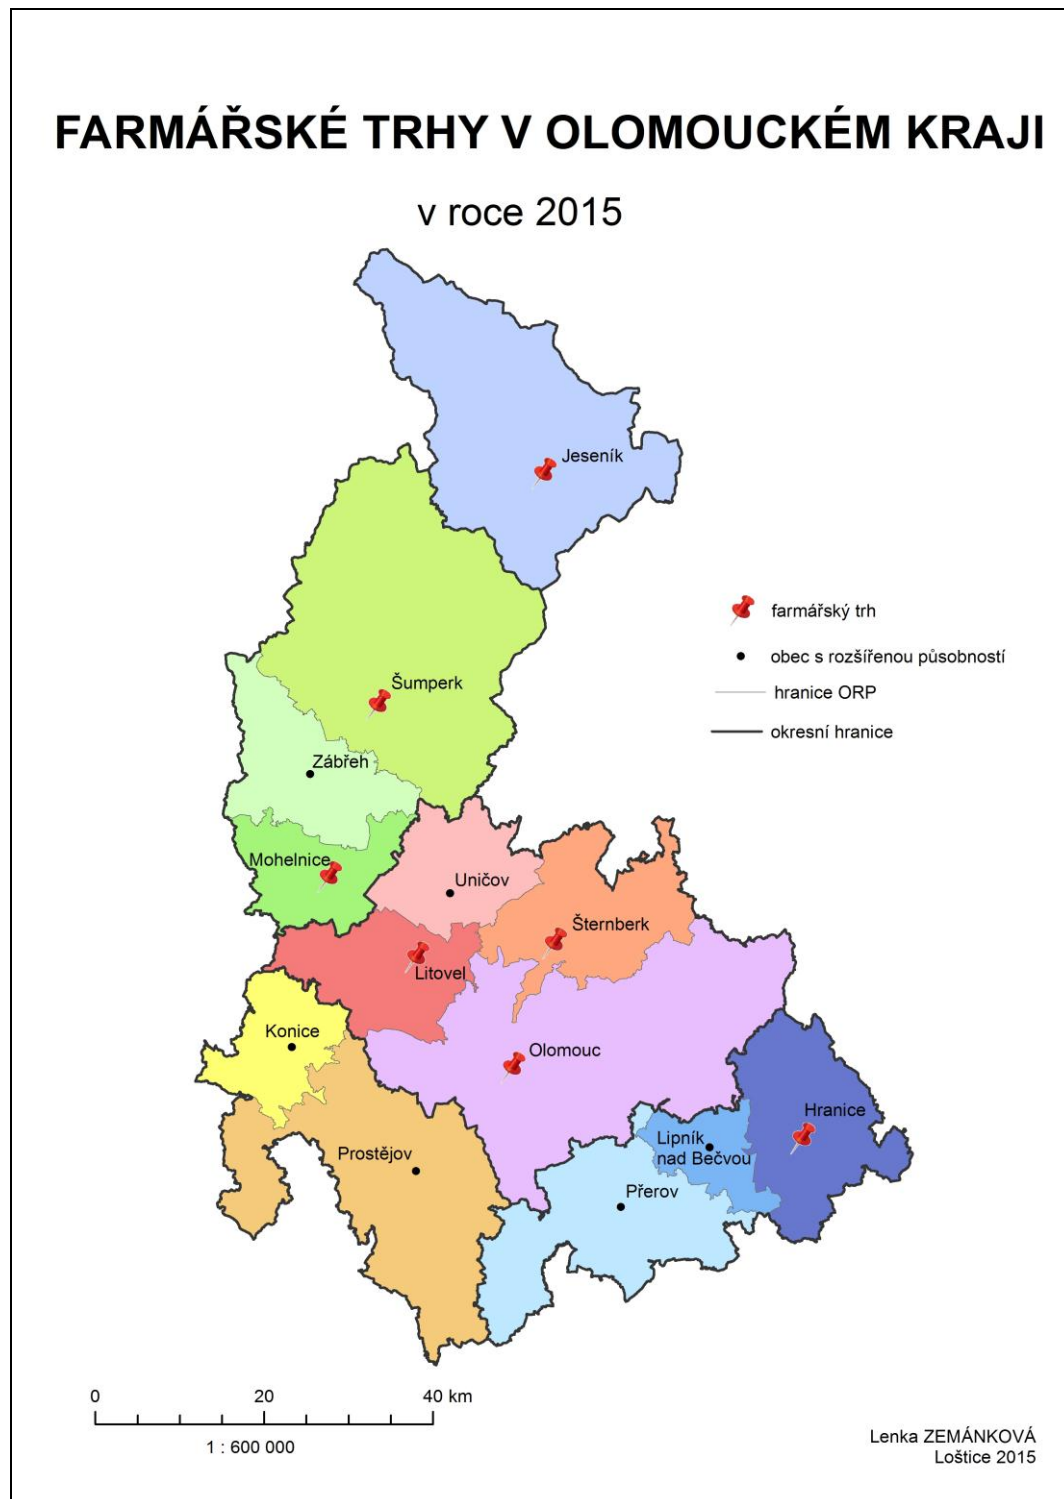 FARMÁŘSKÉ TRHY V OLOMOUCKÉM KRAJI
v roce 2015
Jeseník
farmářský trh
obec s rozšířenou působností
hranice ORP
okresní hranice
Šumperk
Zábřeh
Mohelnice
Uničov
Šternberk
Litovel
Konice
Olomouc
Hranice
Lipník
nad Bečvou
Prostějov
Přerov
0 20 40 km
1 : 600 000
Lenka ZEMÁNKOVÁ
Loštice 2015